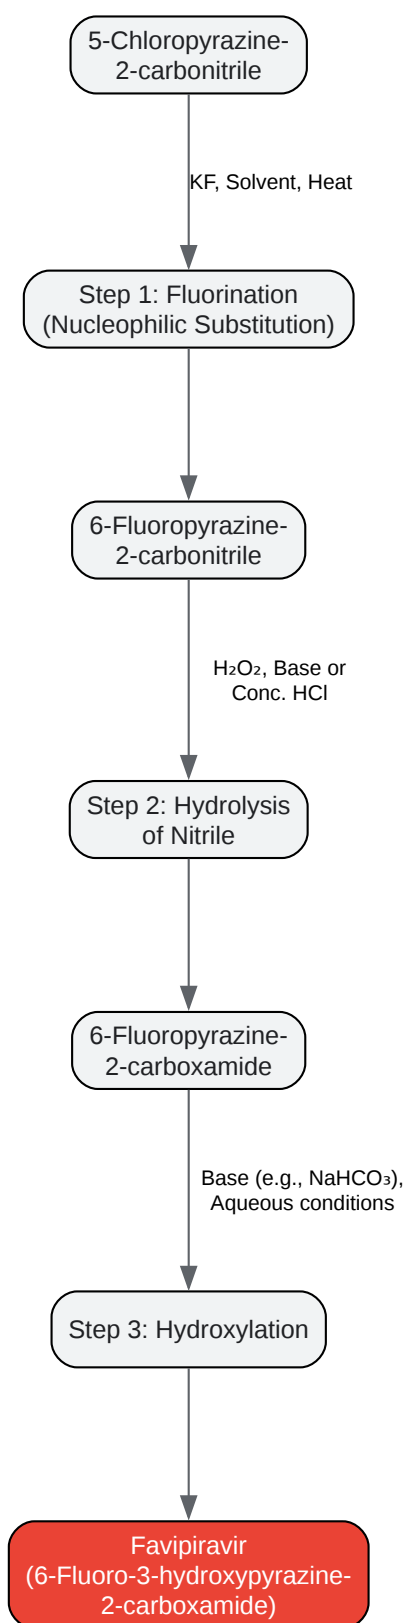 5-Chloropyrazine-
2-carbonitrile
KF, Solvent, Heat
Step 1: Fluorination
(Nucleophilic Substitution)
6-Fluoropyrazine-
2-carbonitrile
H₂O₂, Base or
Conc. HCl
Step 2: Hydrolysis
of Nitrile
6-Fluoropyrazine-
2-carboxamide
Base (e.g., NaHCO₃),
Aqueous conditions
Step 3: Hydroxylation
Favipiravir
(6-Fluoro-3-hydroxypyrazine-
2-carboxamide)